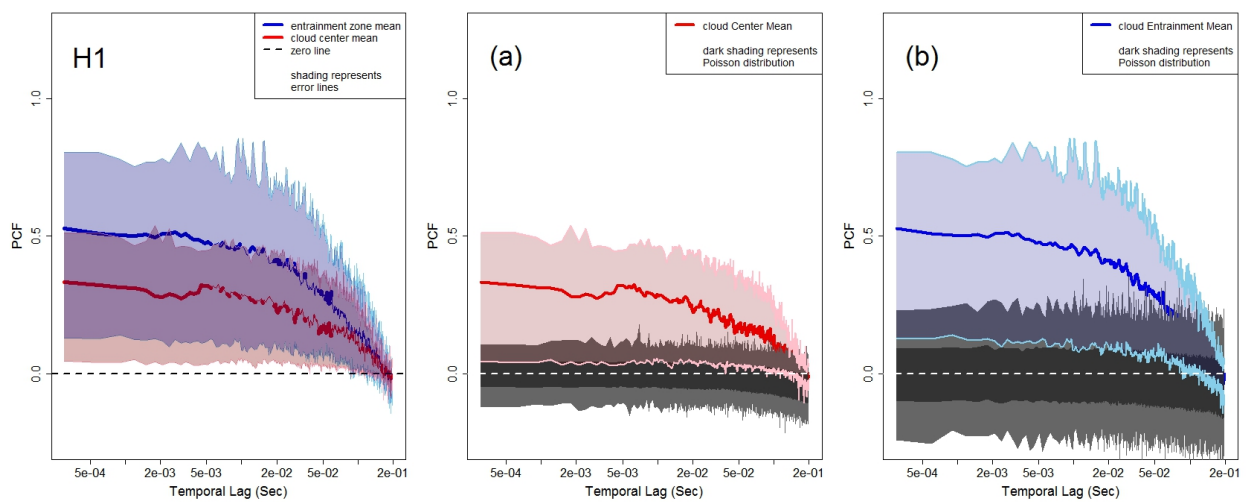 H1
entrainment zone mean
cloud center mean
zero line
shading represents
error lines
PCF
1.0
0.5
0.0
5e-04
2e-03
5e-03
2e-02
5e-02
2e-01
Temporal Lag (Sec)
(a)
cloud Center Mean
dark shading represents
Poisson distribution
PCF
1.0
0.5
0.0
5e-04
2e-03
5e-03
2e-02
5e-02
2e-01
Temporal Lag (Sec)
(b)
cloud Entrainment Mean
dark shading represents
Poisson distribution
PCF
1.0
0.5
0.0
5e-04
2e-03
5e-03
2e-02
5e-02
2e-01
Temporal Lag (Sec)